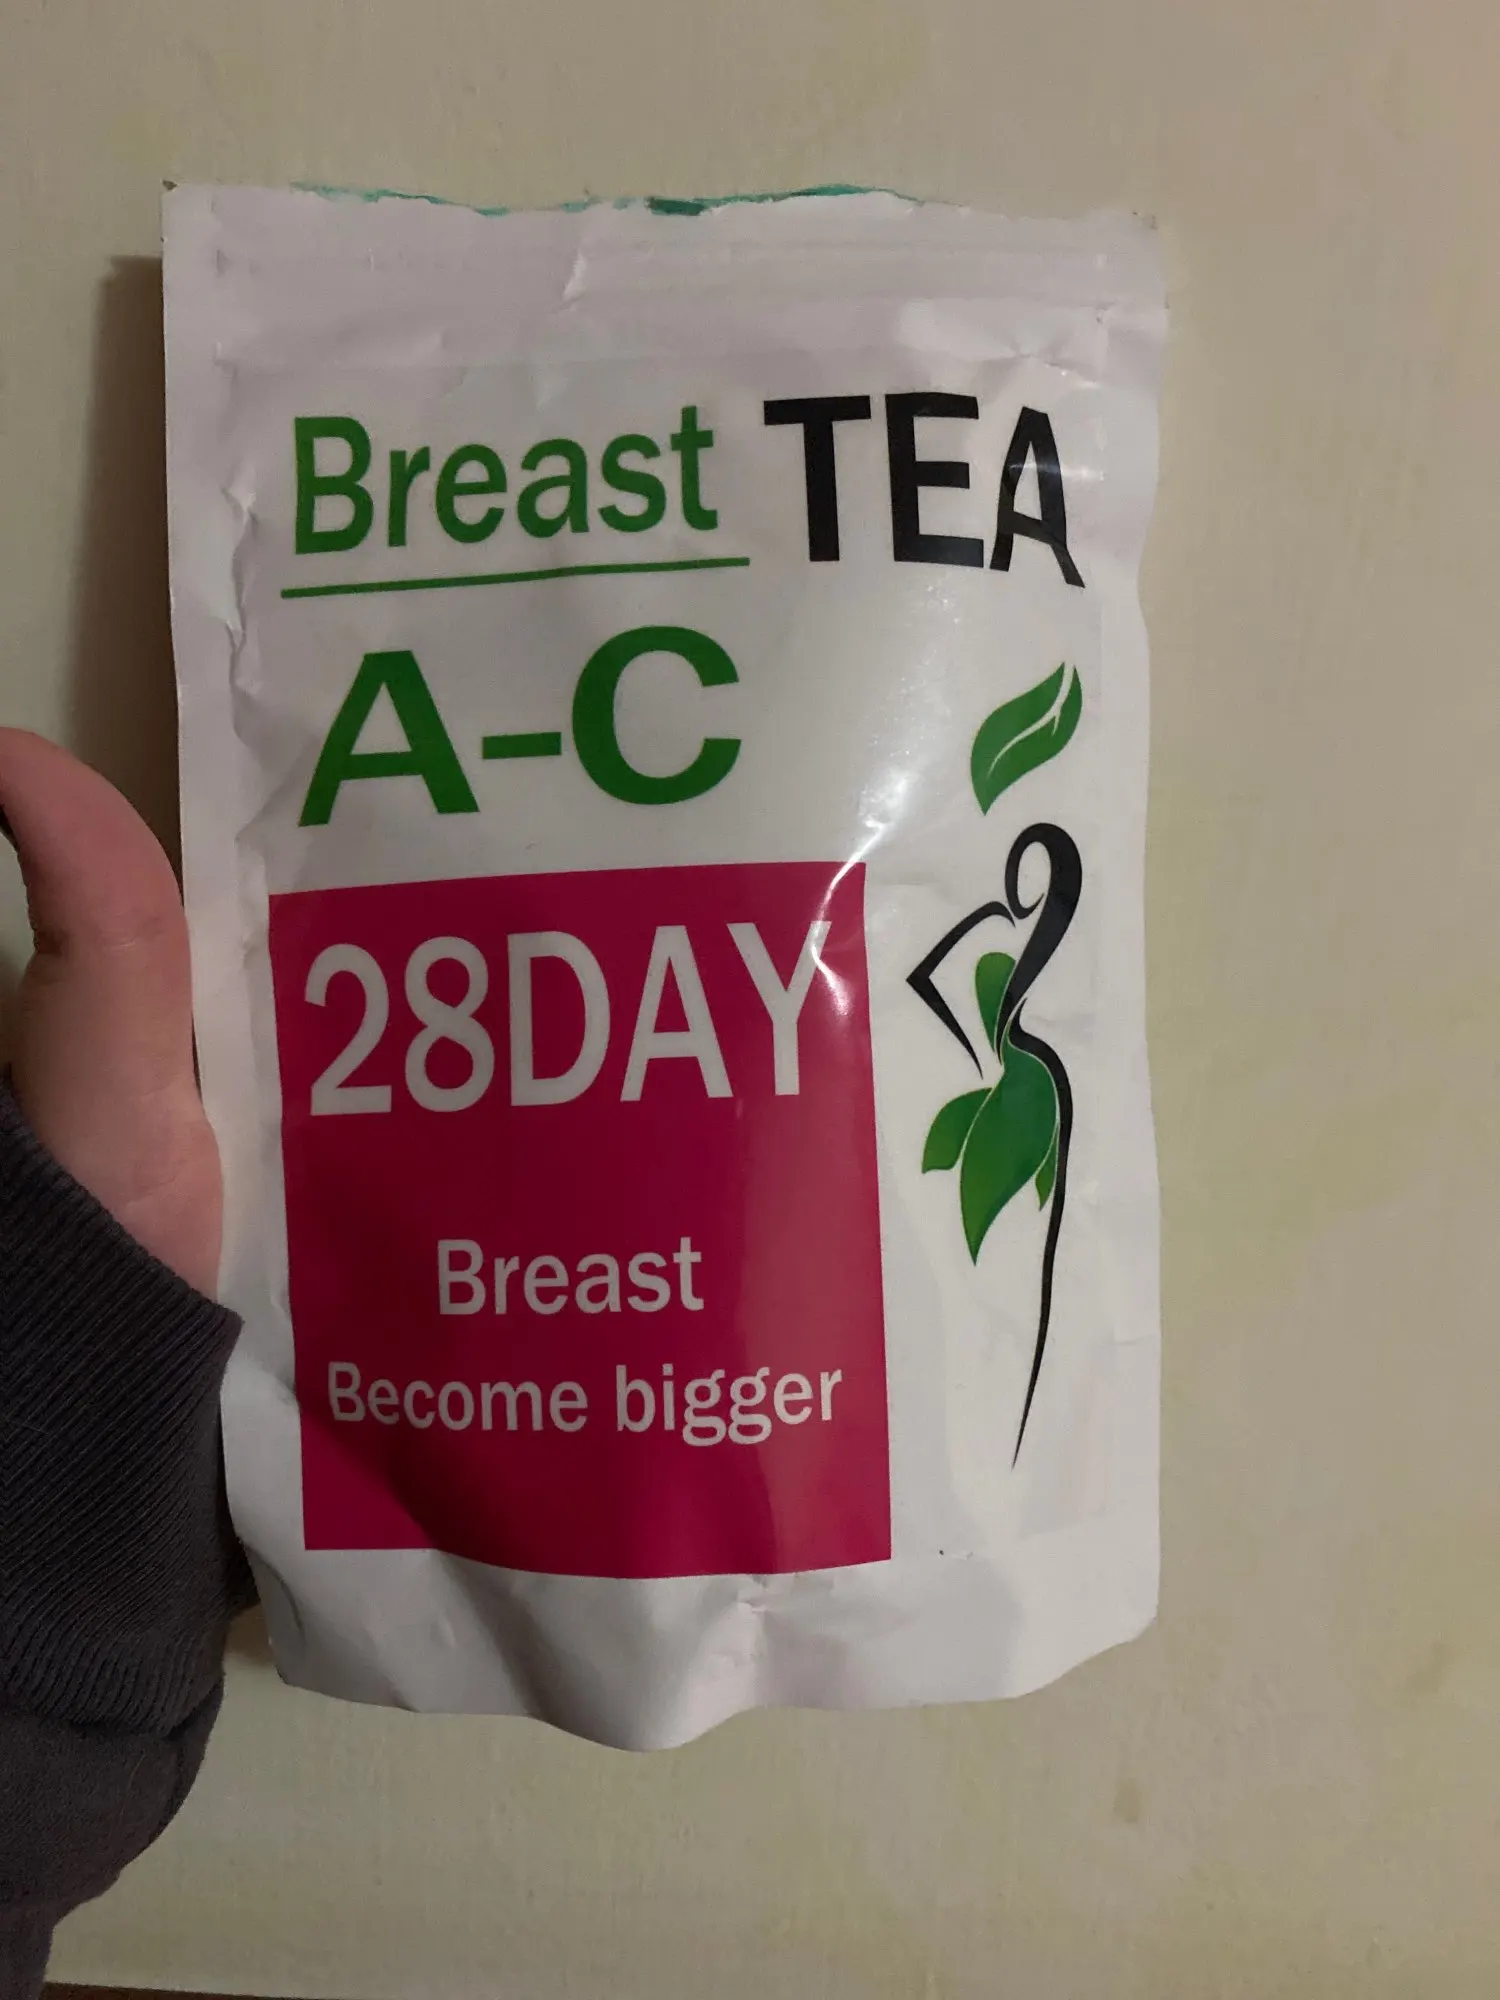 Breast TEA
A-C
28DAY
Breast
Become bigger